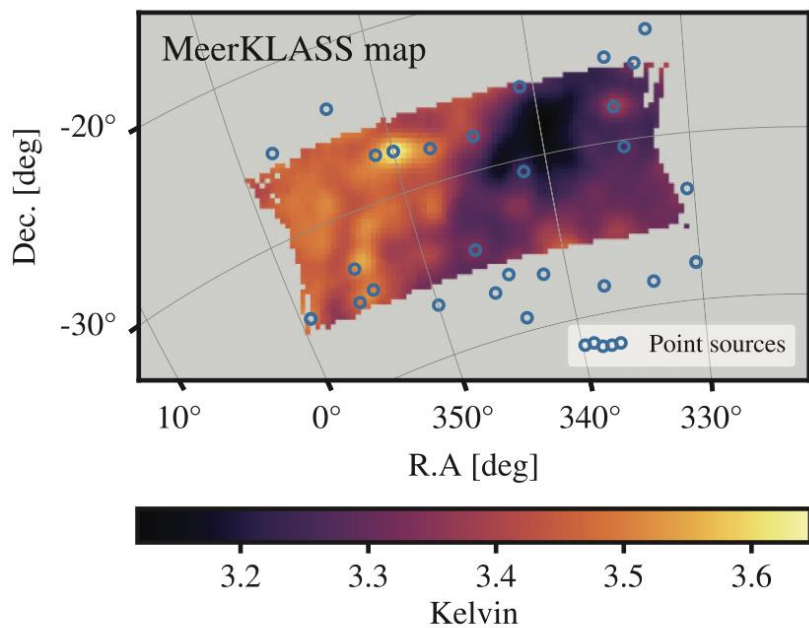 MeerKLASS map
-20°
Dec. [deg]
-30°
Point sources
10°
0°
350°
340°
330°
R.A [deg]
3.2
3.3
3.4
3.5
3.6
Kelvin